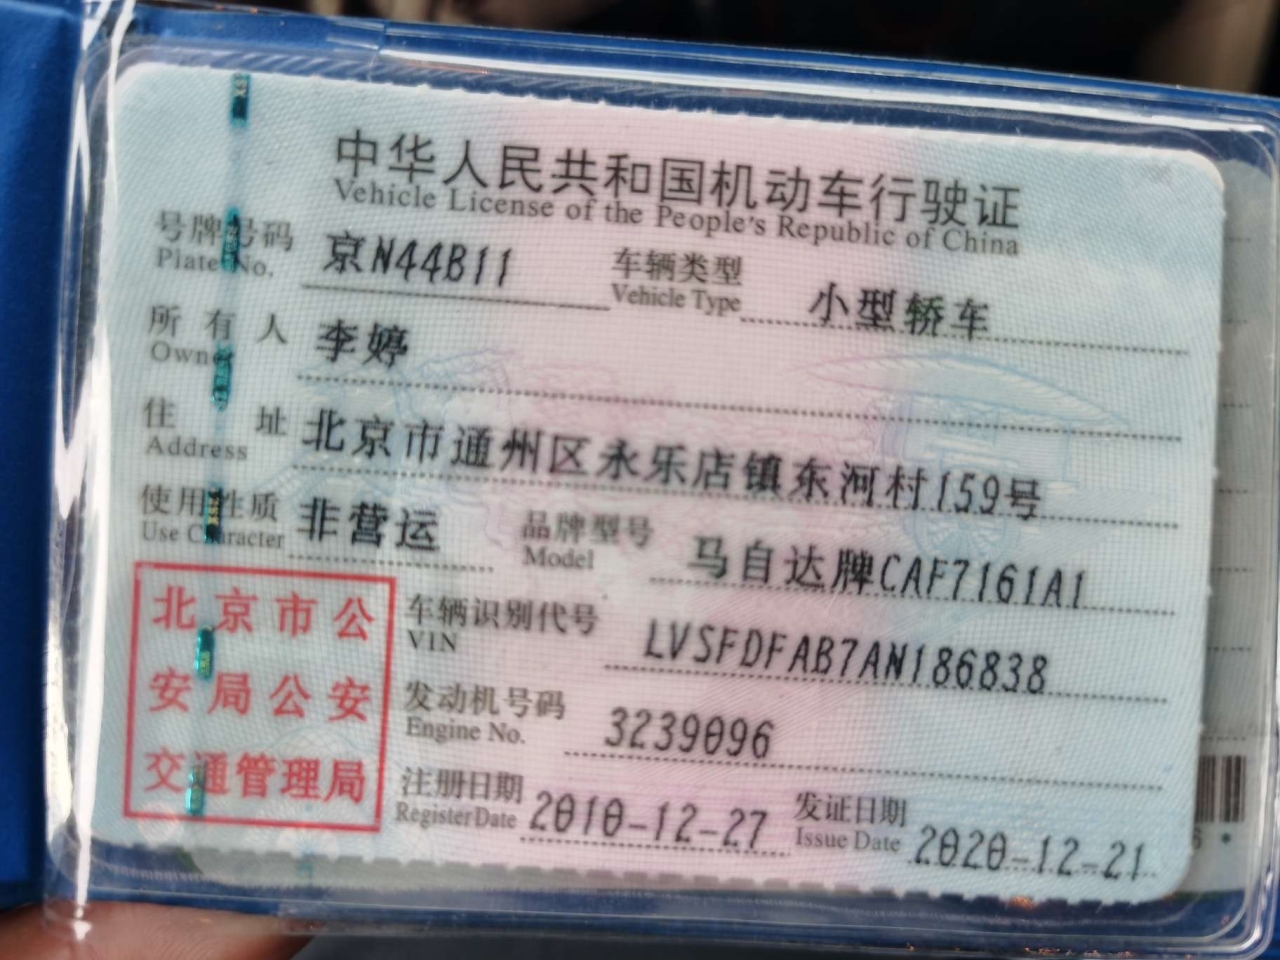 中华人民共和国机动车行驶证
Vehicle License of the People's Republic of China
号牌号码 京N44B11 车辆类型 小型轿车
Plate No. Vehicle Type
所有人 李婷
Owner
住址 北京市通州区永乐店镇东河村159号
Address
使用性质 非营运 品牌型号 马自达牌CAF7161A1
Use Character Model
北京市公
安局公安
交通管理局
车辆识别代号 LVSFDFAB7AN186838
VIN
发动机号码 3239096
Engine No.
注册日期 2010-12-27 发证日期 2020-12-21
Register Date Issue Date